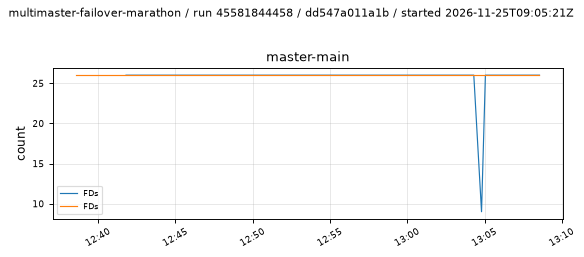 multimaster-failover-marathon / run 45581844458 / dd547a011a1b / started 2026-11-25T09:05:21Z
master-main
count
25
20
15
10
FDs
FDs
12:40
12:45
12:50
12:55
13:00
13:05
13:10